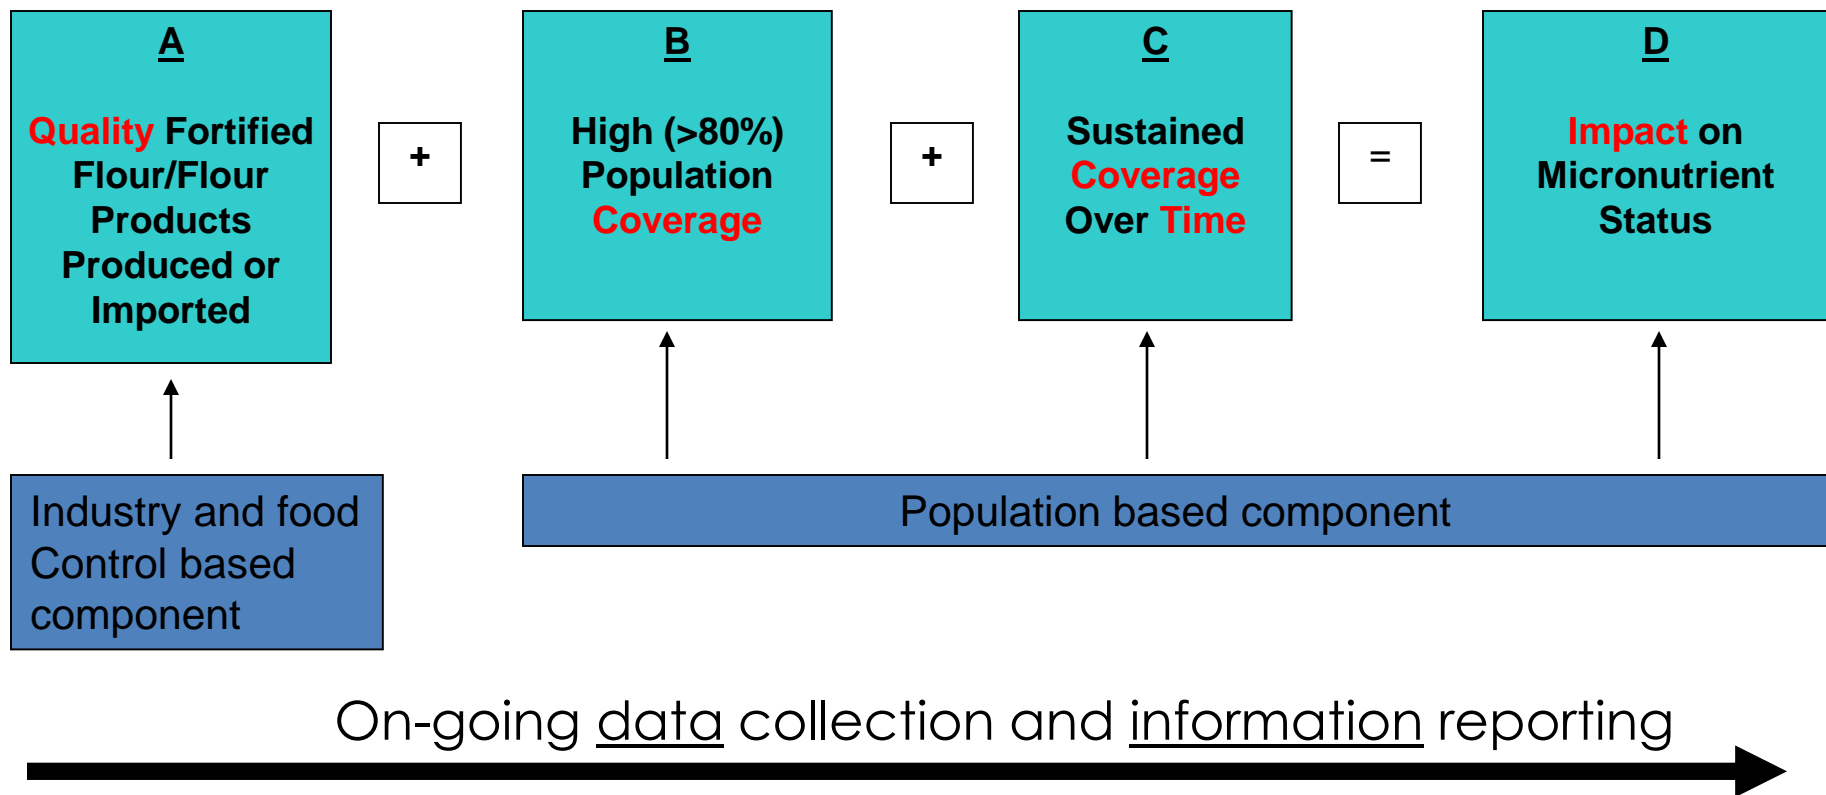 A
Quality Fortified
Flour/Flour
Products
Produced or
Imported
+
B
High (>80%)
Population
Coverage
+
C
Sustained
Coverage
Over Time
=
D
Impact on
Micronutrient
Status
Industry and food
Control based
component
Population based component
On-going data collection and information reporting